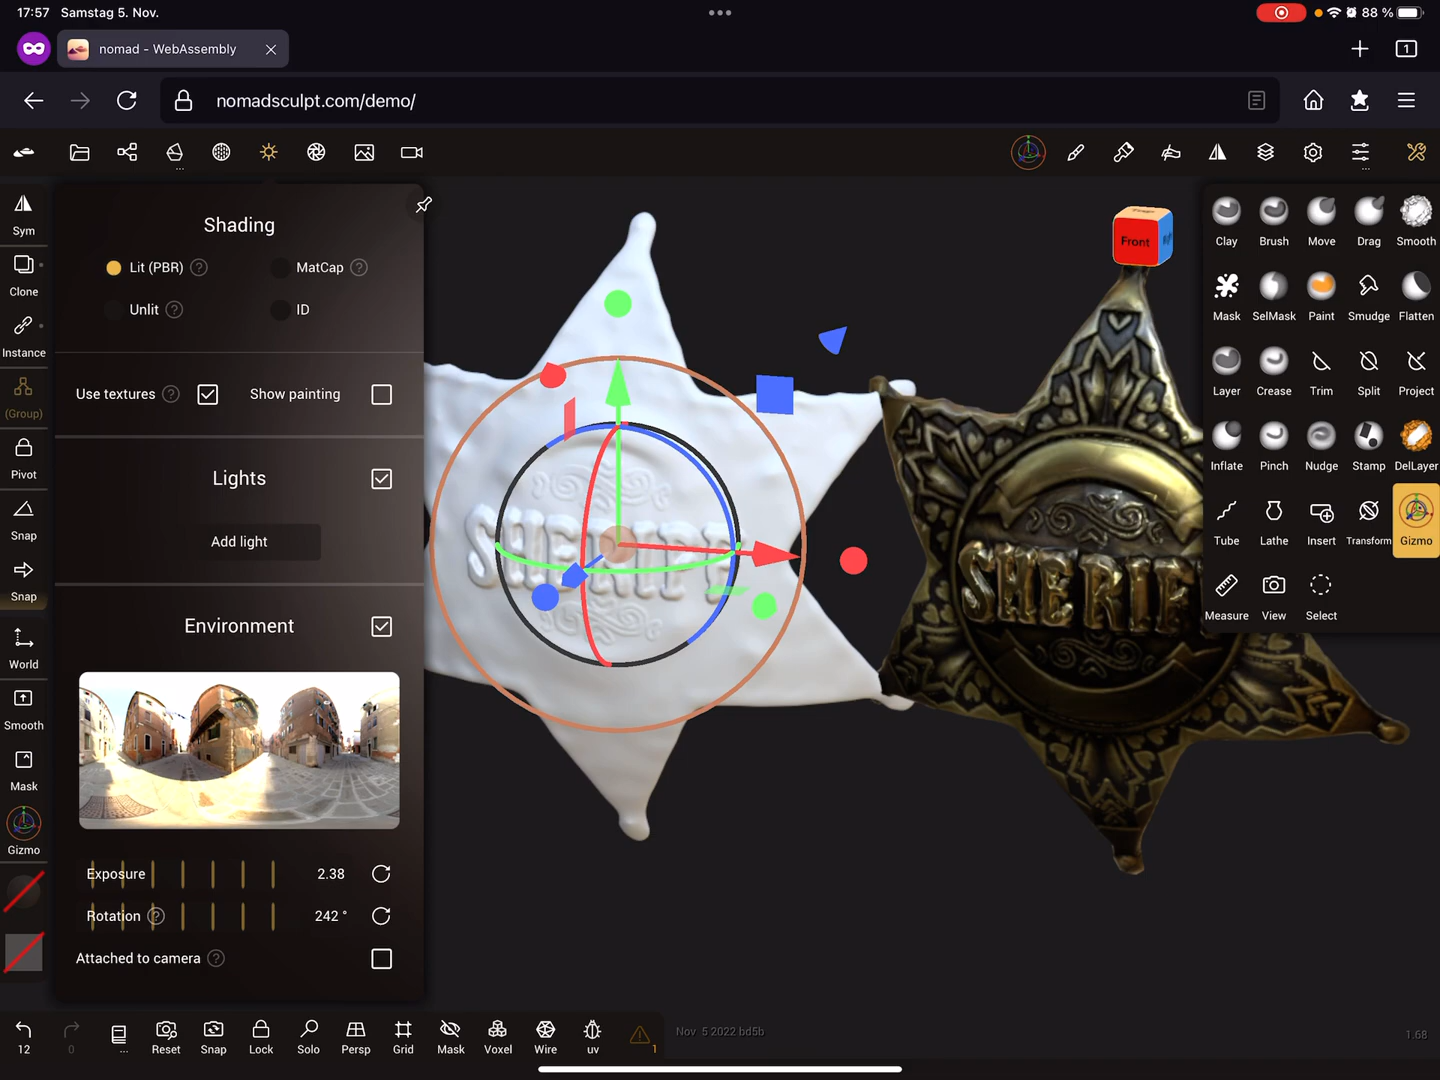 17:57 Samstag 5. Nov.
88 %
nomad - WebAssembly
1
nomadsculpt.com/demo/
Sym
Clone
Instance
(Group)
Pivot
Snap
Snap
World
Smooth
Mask
Gizmo
Shading
Lit (PBR) ?
MatCap ?
Unlit ?
ID
Use textures ?
Show painting
Lights
Add light
Environment
Exposure 2.38
Rotation ? 242 °
Attached to camera ?
SHERIFF
Front
SHERIF
Clay Brush Move Drag Smooth
Mask SelMask Paint Smudge Flatten
Layer Crease Trim Split Project
Inflate Pinch Nudge Stamp DelLayer
Tube Lathe Insert Transform Gizmo
Measure View Select
12 0 ... Reset Snap Lock Solo Persp Grid Mask Voxel Wire uv 1
Nov 5 2022 bd5b
1.68